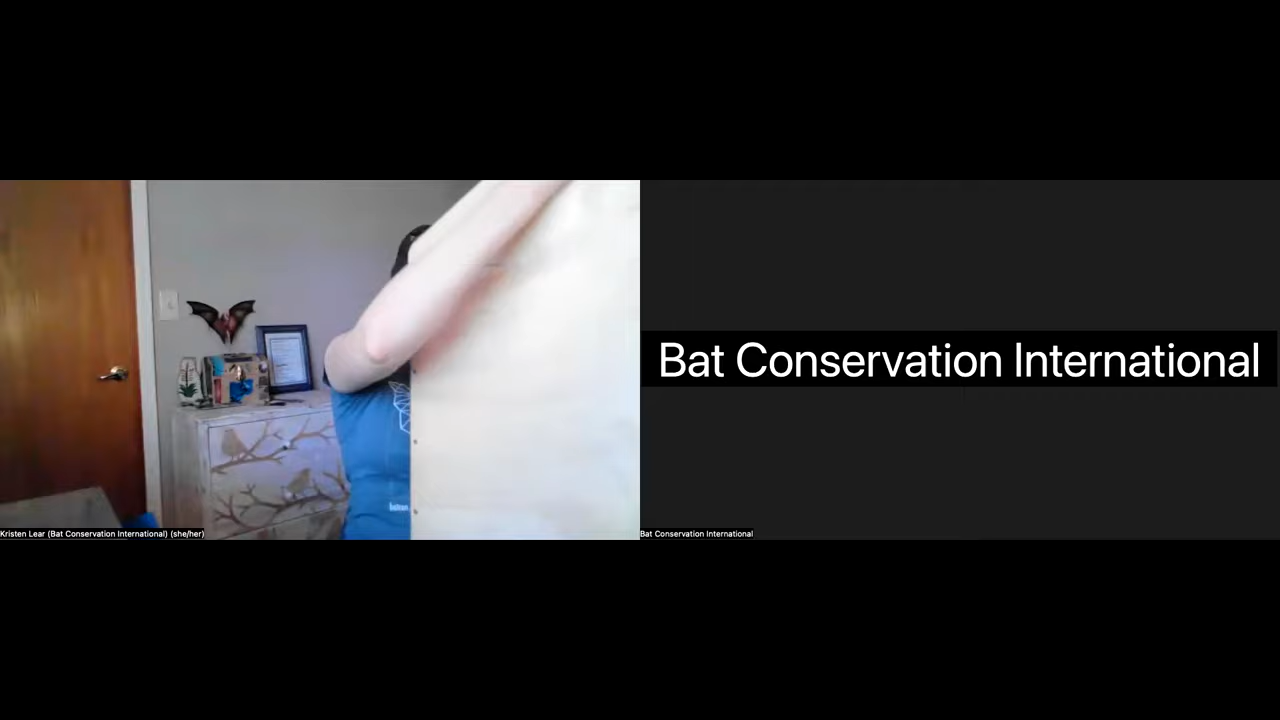 Bat Conservation International
Kristen Lear (Bat Conservation International) (she/her)
Bat Conservation International